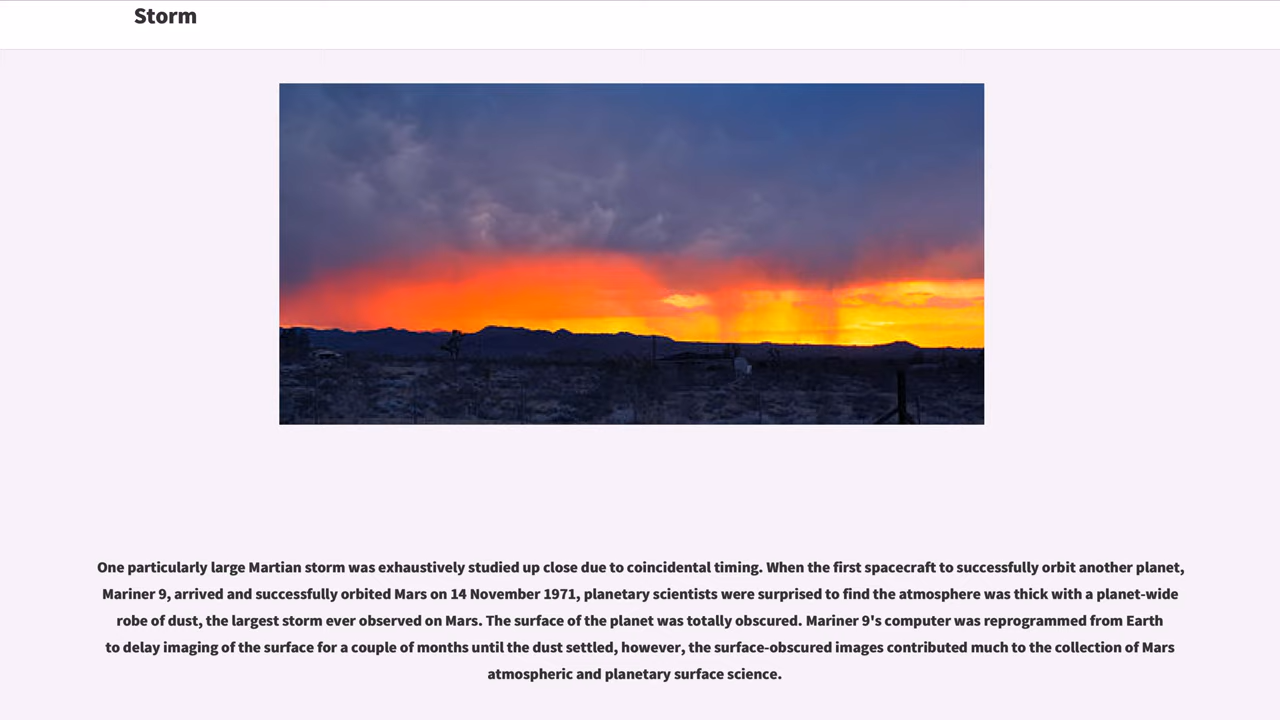 Storm
One particularly large Martian storm was exhaustively studied up close due to coincidental timing. When the first spacecraft to successfully orbit another planet,
Mariner 9, arrived and successfully orbited Mars on 14 November 1971, planetary scientists were surprised to find the atmosphere was thick with a planet-wide
robe of dust, the largest storm ever observed on Mars. The surface of the planet was totally obscured. Mariner 9's computer was reprogrammed from Earth
to delay imaging of the surface for a couple of months until the dust settled, however, the surface-obscured images contributed much to the collection of Mars
atmospheric and planetary surface science.